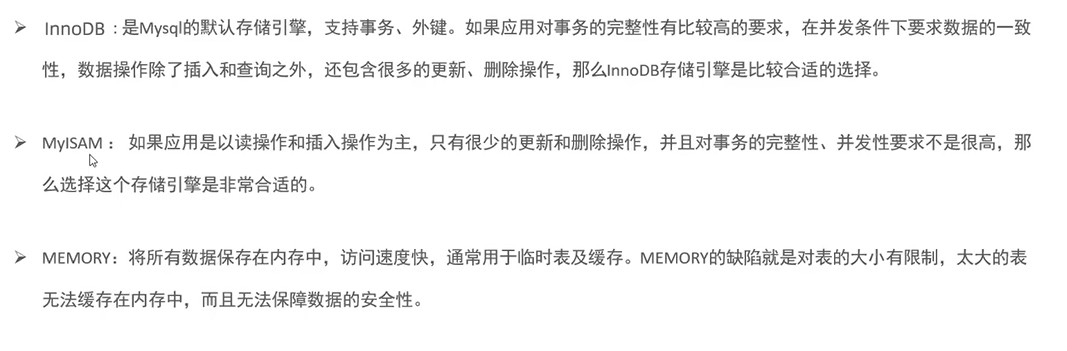 ➢ InnoDB : 是Mysql的默认存储引擎，支持事务、外键。如果应用对事务的完整性有比较高的要求，在并发条件下要求数据的一致
性，数据操作除了插入和查询之外，还包含很多的更新、删除操作，那么InnoDB存储引擎是比较合适的选择。
➢ MyISAM ： 如果应用是以读操作和插入操作为主，只有很少的更新和删除操作，并且对事务的完整性、并发性要求不是很高，那
么选择这个存储引擎是非常合适的。
➢ MEMORY：将所有数据保存在内存中，访问速度快，通常用于临时表及缓存。MEMORY的缺陷就是对表的大小有限制，太大的表
无法缓存在内存中，而且无法保障数据的安全性。